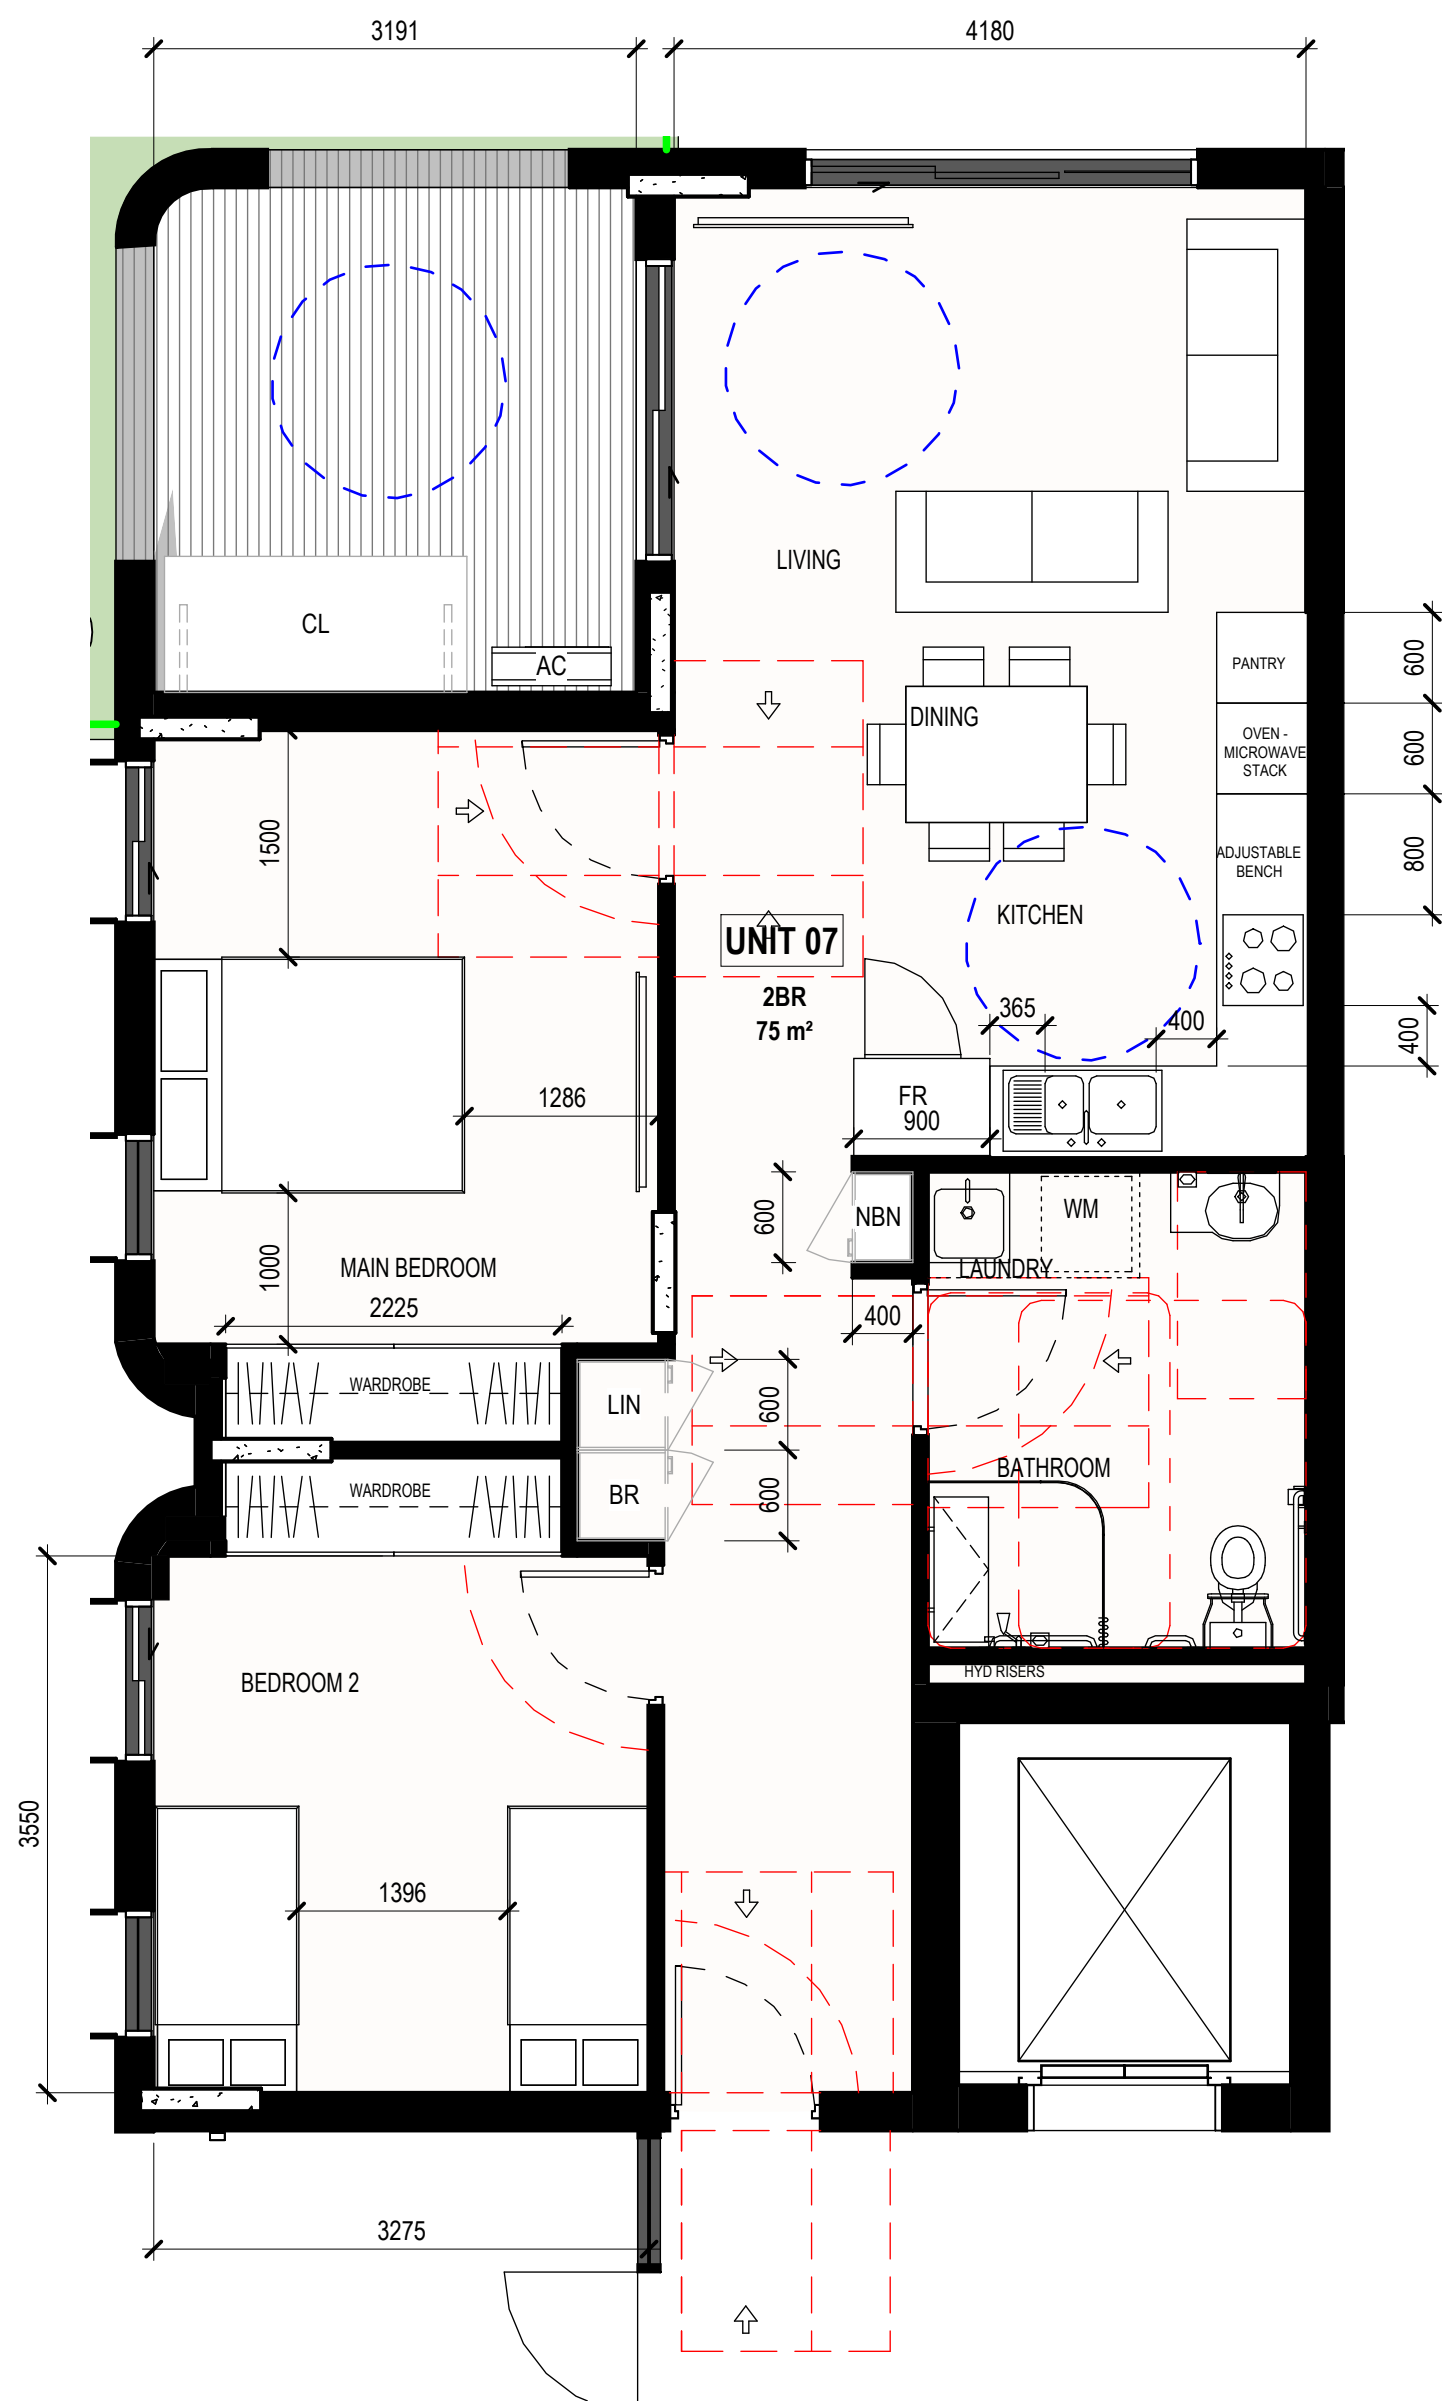 3191
4180
LIVING
CL
AC
PANTRY
600
DINING
OVEN -
MICROWAVE
STACK
600
1500
ADJUSTABLE
BENCH
800
KITCHEN
UNIT 07
2BR
75 m²
365
400
400
1286
FR
900
600
NBN
WM
MAIN BEDROOM
1000
LAUNDRY
2225
400
WARDROBE
LIN
600
BATHROOM
WARDROBE
BR
600
BEDROOM 2
HYD RISERS
3550
1396
3275